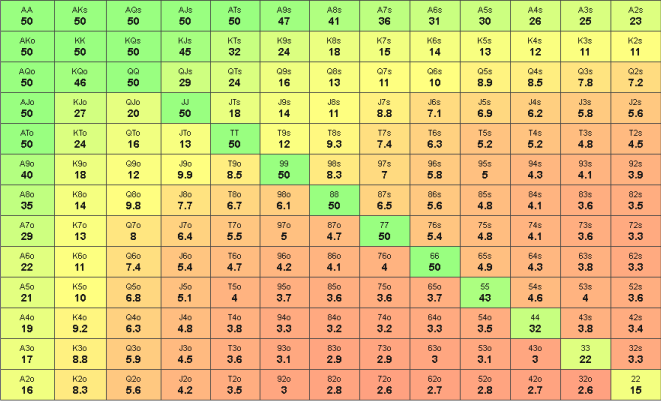 AA AKs AQs AJs ATs A9s A8s A7s A6s A5s A4s A3s A2s
50 50 50 50 50 47 41 36 31 30 26 25 23
AKo KK KQs KJs KTs K9s K8s K7s K6s K5s K4s K3s K2s
50 50 50 45 32 24 18 15 14 13 12 11 11
AQo KQo QQ QJs QTs Q9s Q8s Q7s Q6s Q5s Q4s Q3s Q2s
50 46 50 29 24 16 13 11 10 8.9 8.5 7.8 7.2
AJo KJo QJo JJ JTs J9s J8s J7s J6s J5s J4s J3s J2s
50 27 20 50 18 14 11 8.8 7.1 6.9 6.2 5.8 5.6
ATo KTo QTo JTo TT T9s T8s T7s T6s T5s T4s T3s T2s
50 24 16 13 50 12 9.3 7.4 6.3 5.2 5.2 4.8 4.5
A9o K9o Q9o J9o T9o 99 98s 97s 96s 95s 94s 93s 92s
40 18 12 9.9 8.5 50 8.3 7 5.8 5 4.3 4.1 3.9
A8o K8o Q8o J8o T8o 98o 88 87s 86s 85s 84s 83s 82s
35 14 9.8 7.7 6.7 6.1 50 6.5 5.6 4.8 4.1 3.6 3.5
A7o K7o Q7o J7o T7o 97o 87o 77 76s 75s 74s 73s 72s
29 13 8 6.4 5.5 5 4.7 50 5.4 4.8 4.1 3.6 3.3
A6o K6o Q6o J6o T6o 96o 86o 76o 66 65s 64s 63s 62s
22 11 7.4 5.4 4.7 4.2 4.1 4 50 4.9 4.3 3.8 3.3
A5o K5o Q5o J5o T5o 95o 85o 75o 65o 55 54s 53s 52s
21 10 6.8 5.1 4 3.7 3.6 3.6 3.7 43 4.6 4 3.6
A4o K4o Q4o J4o T4o 94o 84o 74o 64o 54o 44 43s 42s
19 9.2 6.3 4.8 3.8 3.3 3.2 3.2 3.3 3.5 32 3.8 3.4
A3o K3o Q3o J3o T3o 93o 83o 73o 63o 53o 43o 33 32s
17 8.8 5.9 4.5 3.6 3.1 2.9 2.9 3 3.1 3 22 3.3
A2o K2o Q2o J2o T2o 92o 82o 72o 62o 52o 42o 32o 22
16 8.3 5.6 4.2 3.5 3 2.8 2.6 2.7 2.8 2.7 2.6 15